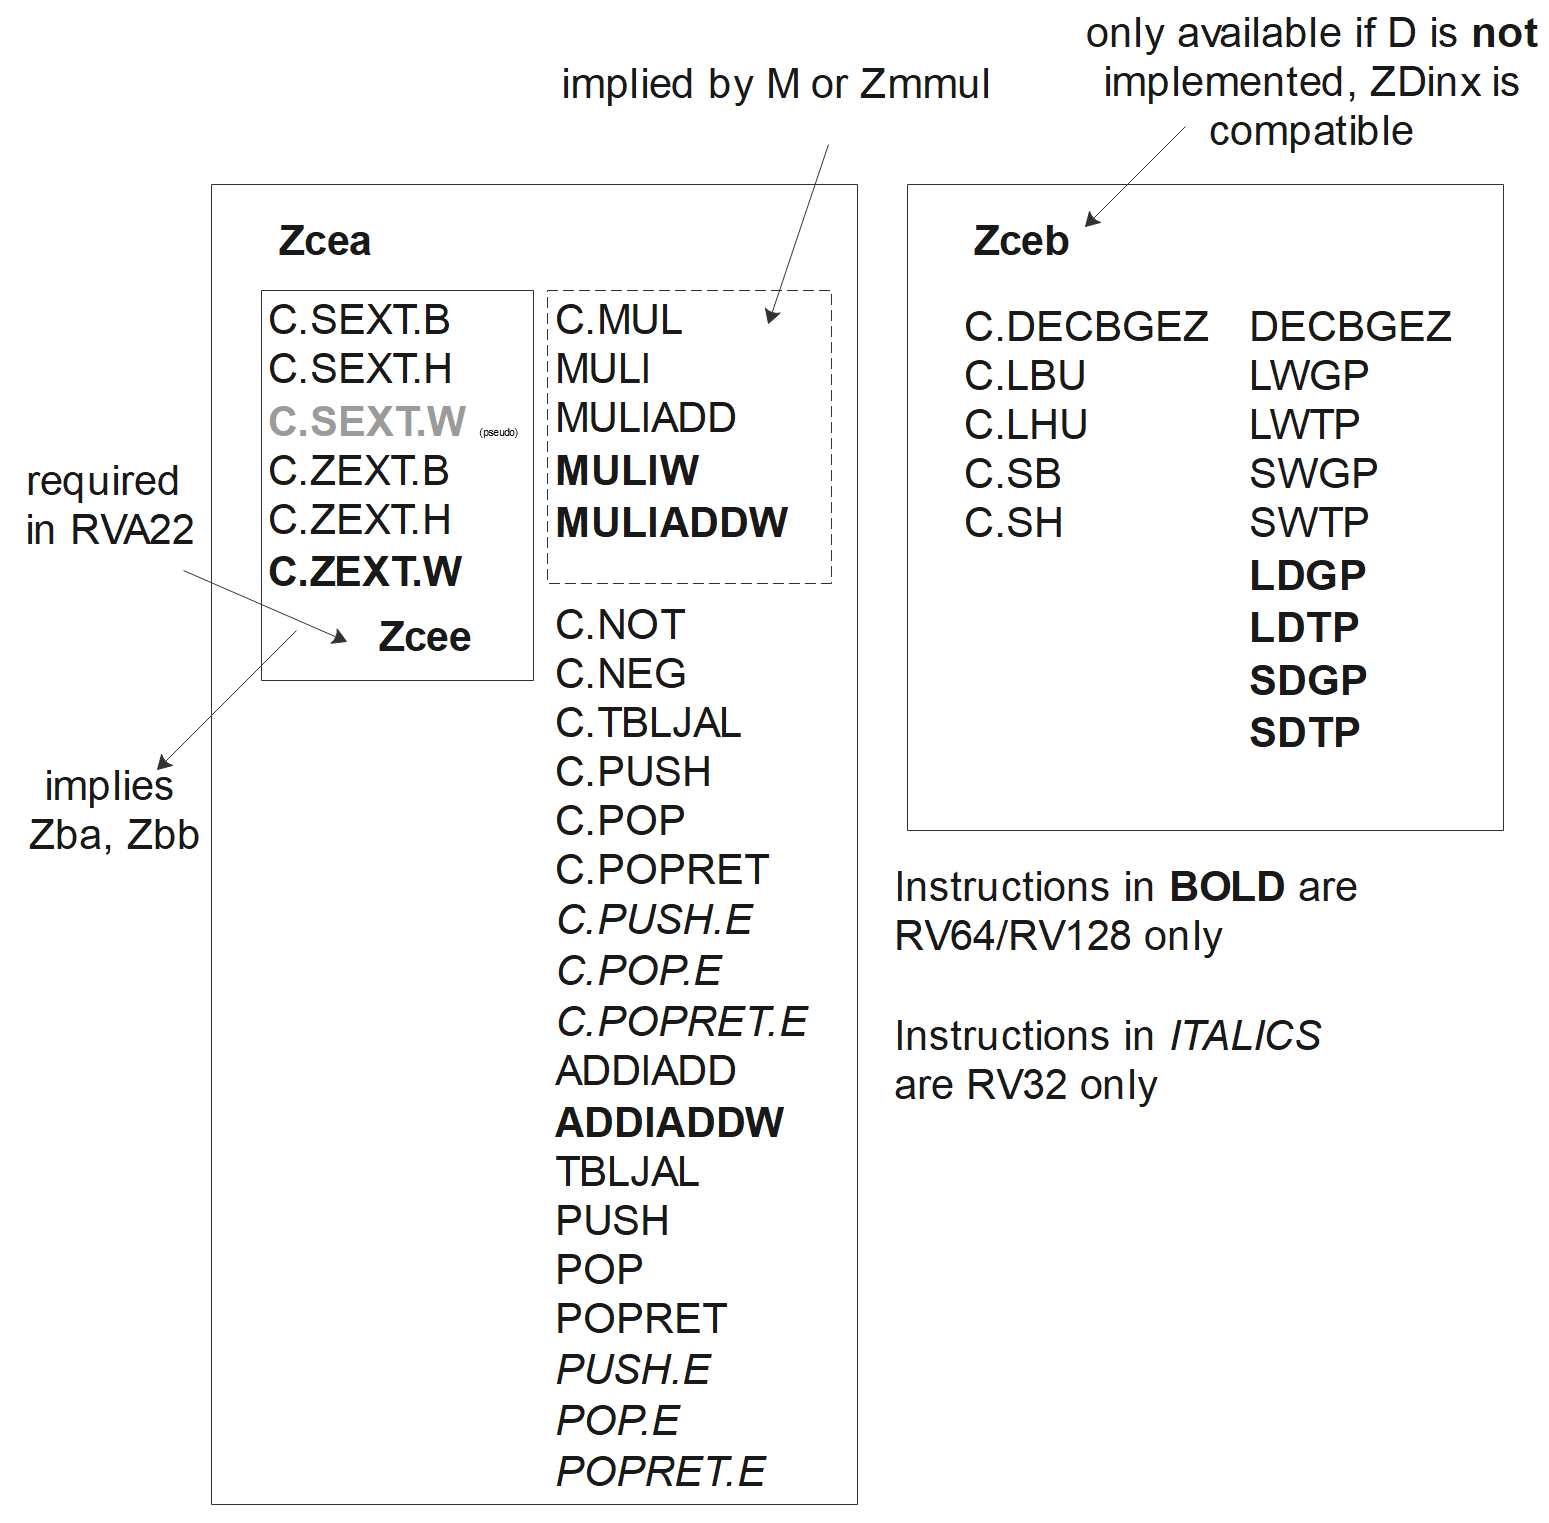 only available if D is not
implemented, ZDinx is
compatible
implied by M or Zmmul
Zcea
C.SEXT.B
C.SEXT.H
C.SEXT.W (pseudo)
C.ZEXT.B
C.ZEXT.H
C.ZEXT.W
Zcee
required
in RVA22
implies
Zba, Zbb
C.MUL
MULI
MULIADD
MULIW
MULIADDW
C.NOT
C.NEG
C.TBLJAL
C.PUSH
C.POP
C.POPRET
C.PUSH.E
C.POP.E
C.POPRET.E
ADDIADD
ADDIADDW
TBLJAL
PUSH
POP
POPRET
PUSH.E
POP.E
POPRET.E
Zceb
C.DECBGEZ
C.LBU
C.LHU
C.SB
C.SH
DECBGEZ
LWGP
LWTP
SWGP
SWTP
LDGP
LDTP
SDGP
SDTP
Instructions in BOLD are
RV64/RV128 only
Instructions in ITALICS
are RV32 only